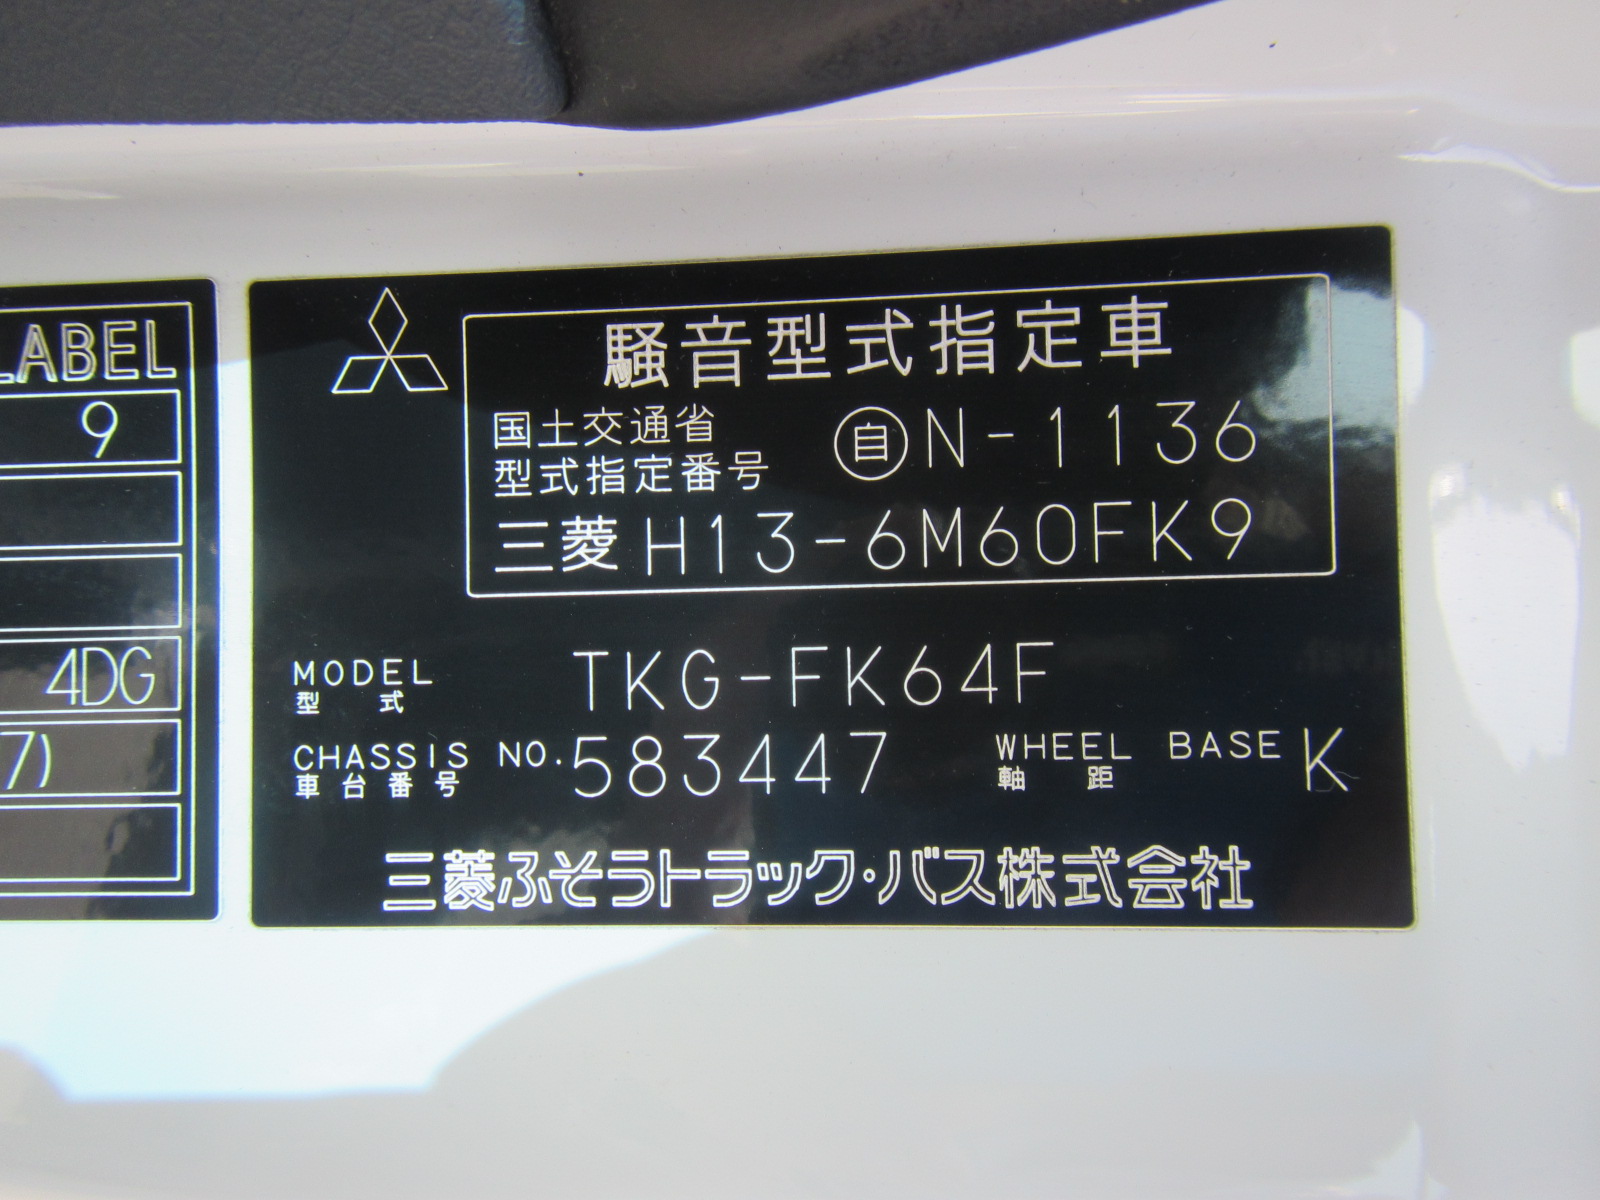 LABEL
9
4DG
7)
騒音型式指定車
国土交通省
型式指定番号 自N-1136
三菱 H13-6M60FK9
MODEL TKG-FK64F
型式
CHASSIS NO. 583447 WHEEL BASE K
車台番号 軸距
三菱ふそうトラック・バス株式会社